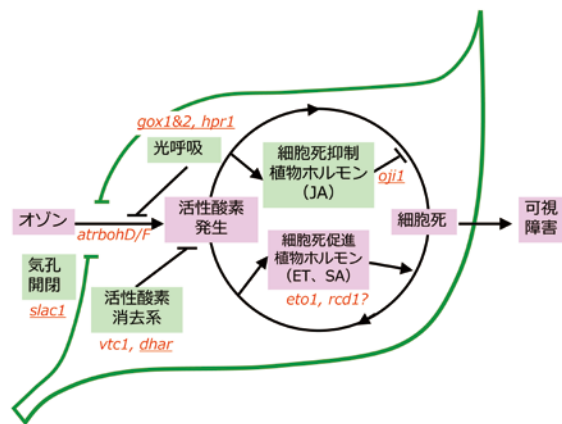 gox1&2, hpr1
光呼吸
細胞死抑制
植物ホルモン
（JA）
oji1
オゾン
atrbohD/F
活性酸素
発生
細胞死
可視
障害
気孔
開閉
slac1
活性酸素
消去系
vtc1, dhar
細胞死促進
植物ホルモン
（ET、SA）
eto1, rcd1?